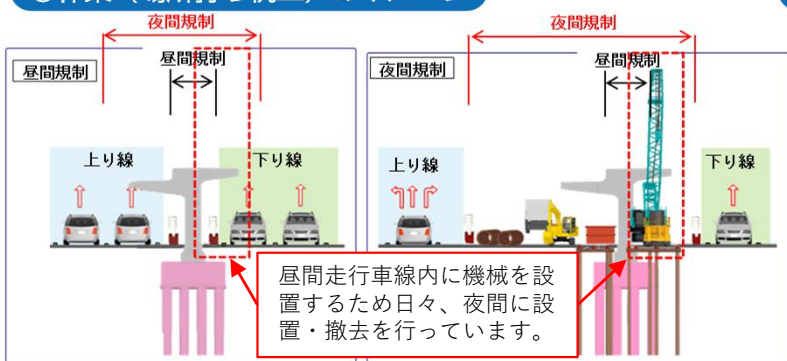 夜間規制
昼間規制
昼間規制
上り線
下り線
夜間規制
夜間規制
昼間規制
上り線
下り線
昼間走行車線内に機械を設
置するため日々、夜間に設
置・撤去を行っています。